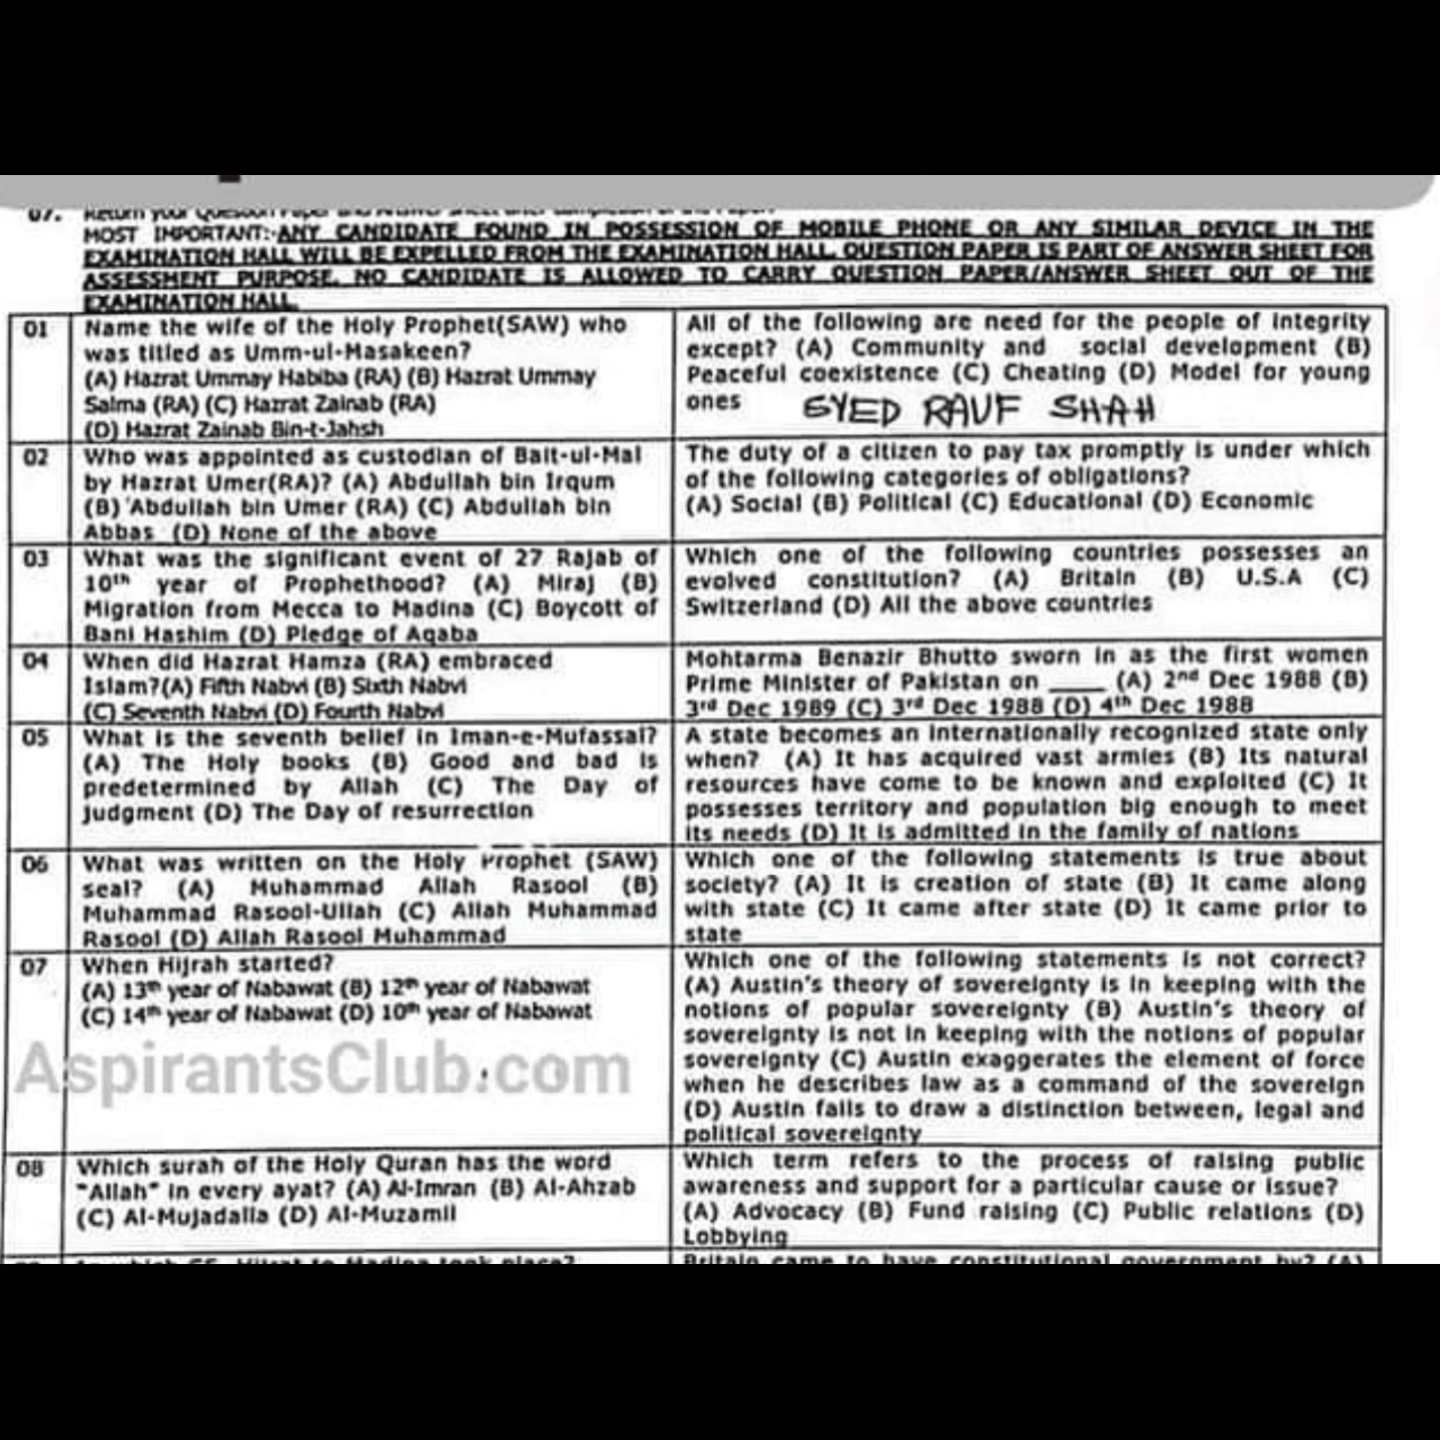 07. Return your Question Paper and Answer Sheet after completion of the Paper.
MOST IMPORTANT:-ANY CANDIDATE FOUND IN POSSESSION OF MOBILE PHONE OR ANY SIMILAR DEVICE IN THE
EXAMINATION HALL WILL BE EXPELLED FROM THE EXAMINATION HALL. QUESTION PAPER IS PART OF ANSWER SHEET FOR
ASSESSMENT PURPOSE. NO CANDIDATE IS ALLOWED TO CARRY QUESTION PAPER/ANSWER SHEET OUT OF THE
EXAMINATION HALL.
01
Name the wife of the Holy Prophet(SAW) who
was titled as Umm-ul-Masakeen?
(A) Hazrat Ummay Habiba (RA) (B) Hazrat Ummay
Salma (RA) (C) Hazrat Zainab (RA)
(D) Hazrat Zainab Bin-t-Jahsh
All of the following are need for the people of integrity
except? (A) Community and social development (B)
Peaceful coexistence (C) Cheating (D) Model for young
ones
SYED RAUF SHAH
02
Who was appointed as custodian of Bait-ul-Mal
by Hazrat Umer(RA)? (A) Abdullah bin Irqum
(B) 'Abdullah bin Umer (RA) (C) Abdullah bin
Abbas (D) None of the above
The duty of a citizen to pay tax promptly is under which
of the following categories of obligations?
(A) Social (B) Political (C) Educational (D) Economic
03
What was the significant event of 27 Rajab of
10th year of Prophethood? (A) Miraj (B)
Migration from Mecca to Madina (C) Boycott of
Bani Hashim (D) Pledge of Aqaba
Which one of the following countries possesses an
evolved constitution? (A) Britain (B) U.S.A (C)
Switzerland (D) All the above countries
04
When did Hazrat Hamza (RA) embraced
Islam?(A) Fifth Nabvi (B) Sixth Nabvi
(C) Seventh Nabvi (D) Fourth Nabvi
Mohtarma Benazir Bhutto sworn in as the first women
Prime Minister of Pakistan on ____ (A) 2nd Dec 1988 (B)
3rd Dec 1989 (C) 3rd Dec 1988 (D) 4th Dec 1988
05
What is the seventh belief in Iman-e-Mufassal?
(A) The Holy books (B) Good and bad is
predetermined by Allah (C) The Day of
judgment (D) The Day of resurrection
A state becomes an internationally recognized state only
when? (A) It has acquired vast armies (B) Its natural
resources have come to be known and exploited (C) It
possesses territory and population big enough to meet
its needs (D) It is admitted in the family of nations
06
What was written on the Holy Prophet (SAW)
seal? (A) Muhammad Allah Rasool (B)
Muhammad Rasool-Ullah (C) Allah Muhammad
Rasool (D) Allah Rasool Muhammad
Which one of the following statements is true about
society? (A) It is creation of state (B) It came along
with state (C) It came after state (D) It came prior to
state
07
When Hijrah started?
(A) 13th year of Nabawat (B) 12th year of Nabawat
(C) 14th year of Nabawat (D) 10th year of Nabawat
AspirantsClub.com
Which one of the following statements is not correct?
(A) Austin's theory of sovereignty is in keeping with the
notions of popular sovereignty (B) Austin's theory of
sovereignty is not in keeping with the notions of popular
sovereignty (C) Austin exaggerates the element of force
when he describes law as a command of the sovereign
(D) Austin fails to draw a distinction between, legal and
political sovereignty
08
Which surah of the Holy Quran has the word
"Allah" in every ayat? (A) Al-Imran (B) Al-Ahzab
(C) Al-Mujadalla (D) Al-Muzamil
Which term refers to the process of raising public
awareness and support for a particular cause or issue?
(A) Advocacy (B) Fund raising (C) Public relations (D)
Lobbying
Hijrat to Madina took place?
Britain came to have constitutional government by? (A)